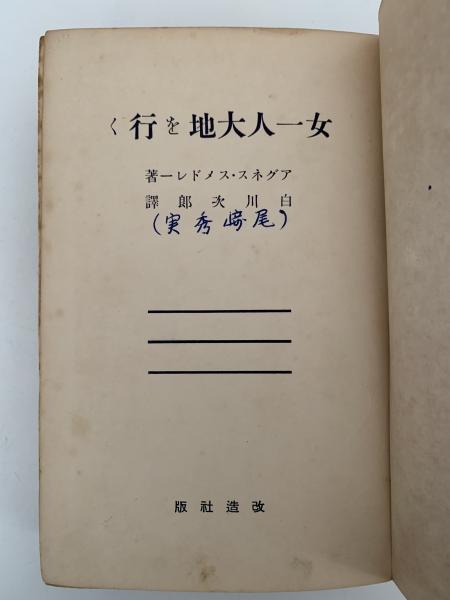 女一人大地を行く
アグネス・スメドレー著
白川次郎譯
(尾崎秀実)
改造社版